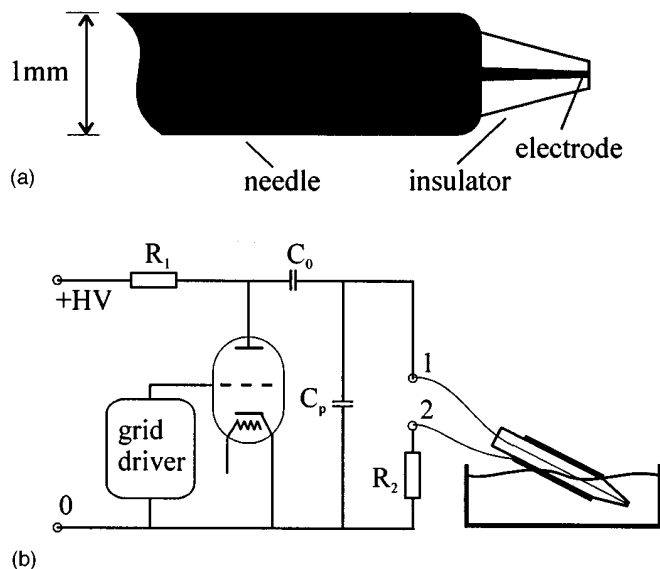 1mm
electrode
(a)
needle
insulator
R₁
C₀
+HV
1
Cₚ
2
grid
driver
R₂
0
(b)